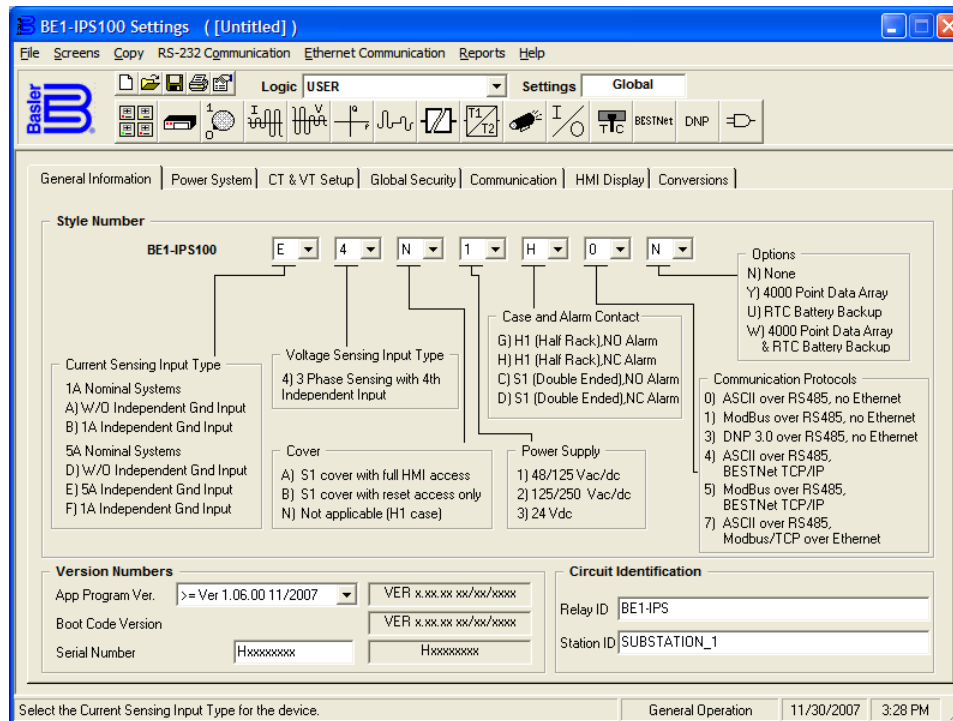 BE1-IPS100 Settings ( [Untitled] )
File Screens Copy RS-232 Communication Ethernet Communication Reports Help
Basler
B
Logic USER Settings Global
1 0 I V T1 T2 I/O T C BESTNet DNP
General Information Power System CT & VT Setup Global Security Communication HMI Display Conversions
Style Number
BE1-IPS100 E 4 N 1 H 0 N
Options
N) None
Y) 4000 Point Data Array
U) RTC Battery Backup
W) 4000 Point Data Array
& RTC Battery Backup
Case and Alarm Contact
G) H1 (Half Rack),NO Alarm
H) H1 (Half Rack),NC Alarm
C) S1 (Double Ended),NO Alarm
D) S1 (Double Ended),NC Alarm
Voltage Sensing Input Type
4) 3 Phase Sensing with 4th
Independent Input
Current Sensing Input Type
1A Nominal Systems
A) W/O Independent Gnd Input
B) 1A Independent Gnd Input
5A Nominal Systems
D) W/O Independent Gnd Input
E) 5A Independent Gnd Input
F) 1A Independent Gnd Input
Communication Protocols
0) ASCII over RS485, no Ethernet
1) ModBus over RS485, no Ethernet
3) DNP 3.0 over RS485, no Ethernet
4) ASCII over RS485,
BESTNet TCP/IP
5) ModBus over RS485,
BESTNet TCP/IP
7) ASCII over RS485,
Modbus/TCP over Ethernet
Cover
A) S1 cover with full HMI access
B) S1 cover with reset access only
N) Not applicable (H1 case)
Power Supply
1) 48/125 Vac/dc
2) 125/250 Vac/dc
3) 24 Vdc
Version Numbers
App Program Ver. >= Ver 1.06.00 11/2007 VER x.xx.xx xx/xx/xxxx
Boot Code Version VER x.xx.xx xx/xx/xxxx
Serial Number Hxxxxxxxx Hxxxxxxxx
Circuit Identification
Relay ID BE1-IPS
Station ID SUBSTATION_1
Select the Current Sensing Input Type for the device. General Operation 11/30/2007 3:28 PM